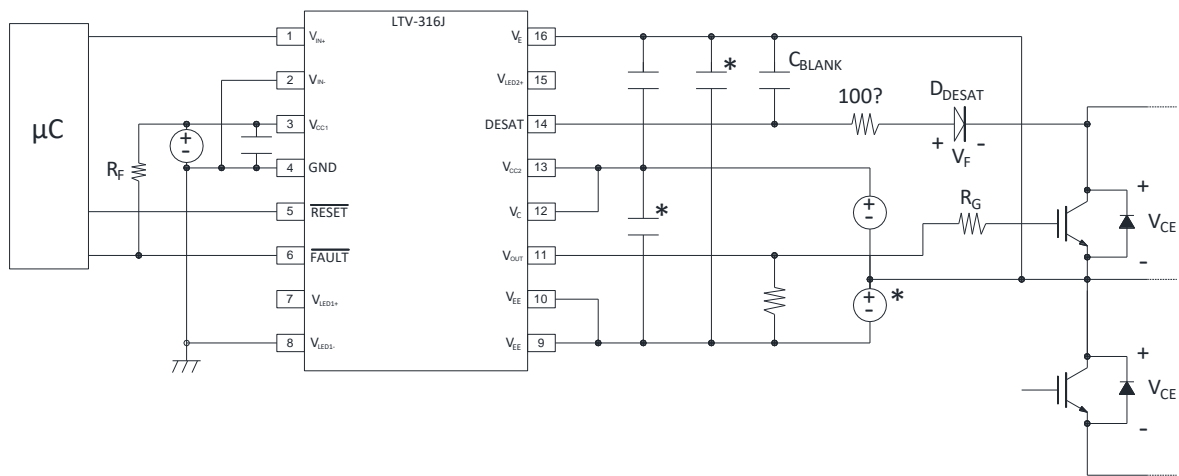 LTV-316J
µC
1 V_IN+
2 V_IN-
3 V_CC1
4 GND
5 RESET
6 FAULT
7 V_LED1+
8 V_LED1-
V_E 16
V_LED2+ 15
DESAT 14
V_CC2 13
V_C 12
V_OUT 11
V_EE 10
V_EE 9
R_F
+
-
*
C_BLANK
100?
D_DESAT
+ V_F -
*
+
-
R_G
+
V_CE
-
+
-
*
+
V_CE
-